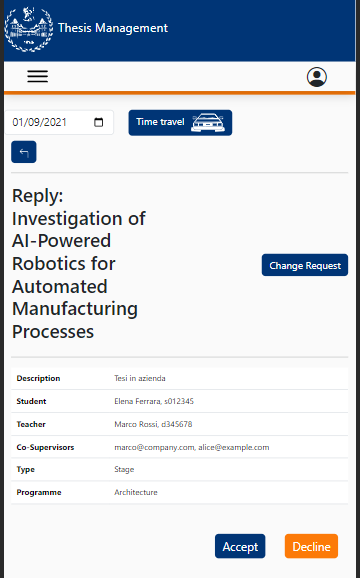 Thesis Management
01/09/2021
Time travel
Reply:
Investigation of
AI-Powered
Robotics for
Automated
Manufacturing
Processes
Change Request
Description Tesi in azienda
Student Elena Ferrara, s012345
Teacher Marco Rossi, d345678
Co-Supervisors marco@company.com, alice@example.com
Type Stage
Programme Architecture
Accept Decline